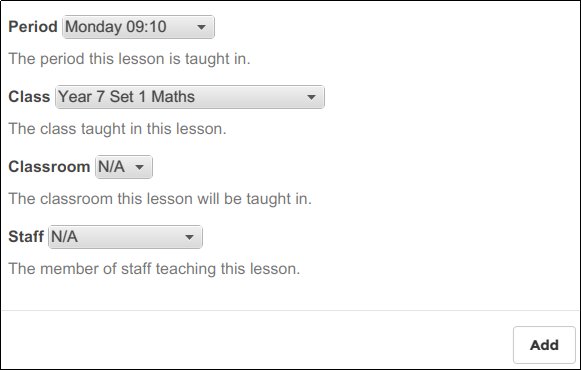 Period Monday 09:10
The period this lesson is taught in.
Class Year 7 Set 1 Maths
The class taught in this lesson.
Classroom N/A
The classroom this lesson will be taught in.
Staff N/A
The member of staff teaching this lesson.
Add